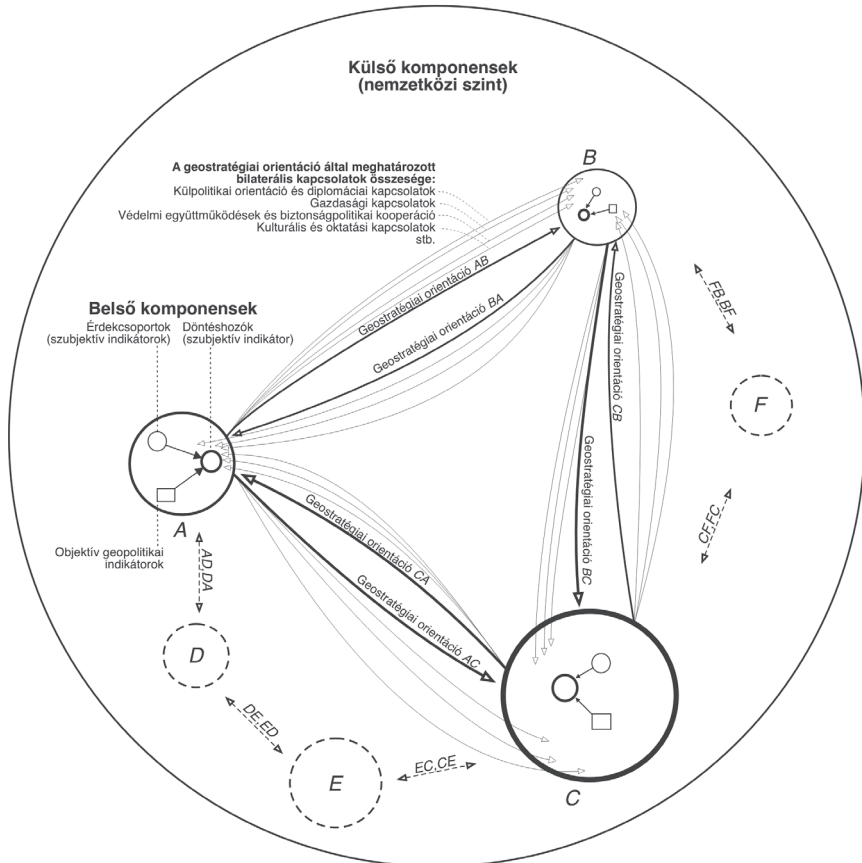 Külső komponensek
(nemzetközi szint)
A geostratégiai orientáció által meghatározott
bilaterális kapcsolatok összesége:
Külpolitikai orientáció és diplomáciai kapcsolatok
Gazdasági kapcsolatok
Védelmi együttműködések és biztonságpolitikai kooperáció
Kulturális és oktatási kapcsolatok
stb.
B
Geostratégiai orientáció AB
Geostratégiai orientáció BA
Belső komponensek
Érdekcsoportok
(szubjektív indikátorok)
Döntéshozók
(szubjektív indikátor)
FB,BF
Geostratégiai orientáció CB
Geostratégiai orientáció BC
F
A
Objektív geopolitikai
indikátorok
AD,DA
Geostratégiai orientáció CA
Geostratégiai orientáció AC
CF,FC
D
DE,ED
E
EC,CE
C